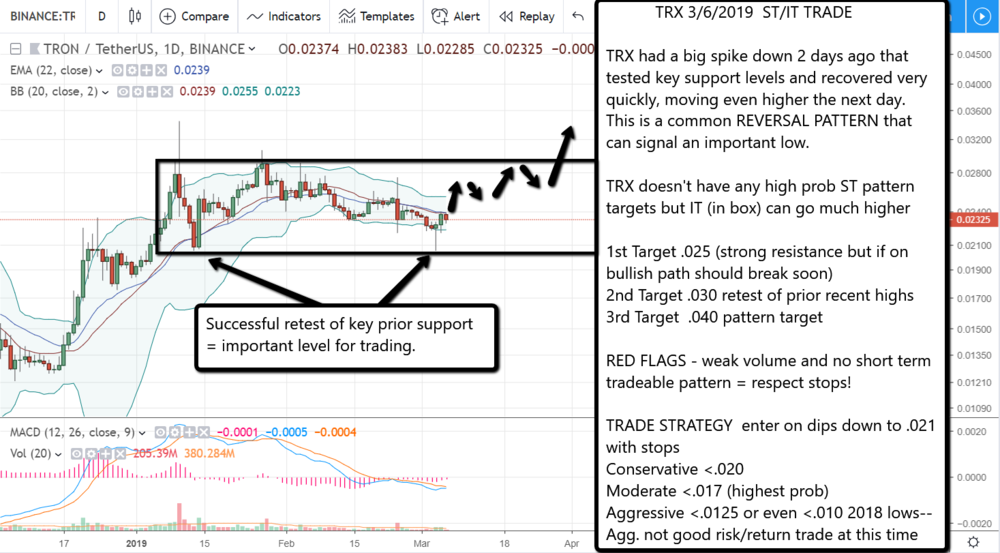 BINANCE:TR
D
Compare
Indicators
Templates
Alert
Replay
TRON / TetherUS, 1D, BINANCE
O0.02374 H0.02383 L0.02285 C0.02325 -0.000
EMA (22, close)
0.0239
BB (20, close, 2)
0.0239 0.0255 0.0223
Successful retest of key prior support
= important level for trading.
MACD (12, 26, close, 9)
-0.0001 -0.0005 -0.0004
Vol (20)
205.39M 380.284M
17
2019
15
Feb
15
Mar
18
Apr
TRX 3/6/2019 ST/IT TRADE
TRX had a big spike down 2 days ago that
tested key support levels and recovered very
quickly, moving even higher the next day.
This is a common REVERSAL PATTERN that
can signal an important low.
TRX doesn't have any high prob ST pattern
targets but IT (in box) can go much higher
1st Target .025 (strong resistance but if on
bullish path should break soon)
2nd Target .030 retest of prior recent highs
3rd Target .040 pattern target
RED FLAGS - weak volume and no short term
tradeable pattern = respect stops!
TRADE STRATEGY enter on dips down to .021
with stops
Conservative <.020
Moderate <.017 (highest prob)
Aggressive <.0125 or even <.010 2018 lows--
Agg. not good risk/return trade at this time
0.04500
0.04000
0.03600
0.03200
0.02800
0.02400
0.02325
0.02100
0.01900
0.01700
0.01500
0.01350
0.01210
0.01090
0.0020
0.0000
-0.0020